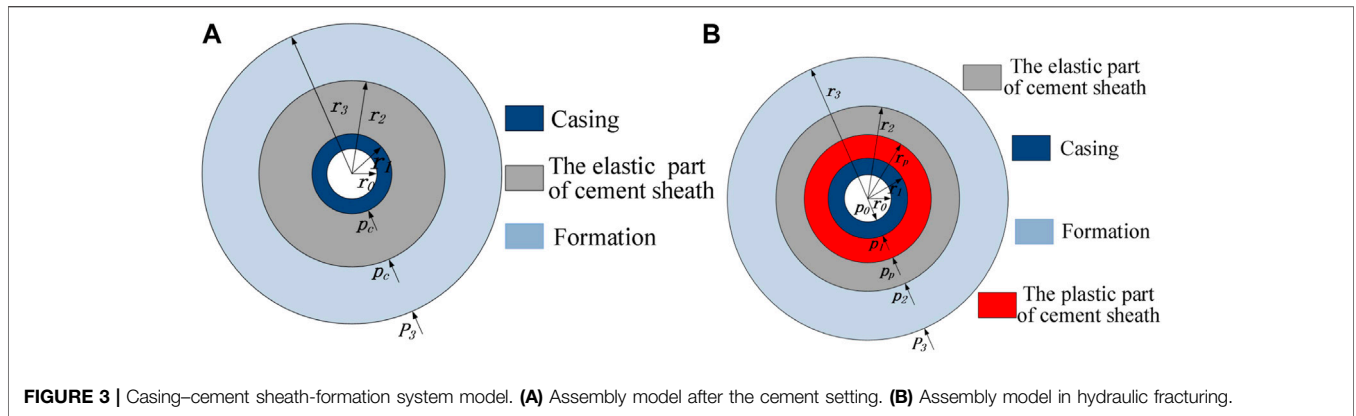 A
r3
r2
r1
r0
pc
pc
P3
Casing
The elastic part
of cement sheath
Formation
B
r3
r2
rp
r1
p0
r0
p1
pp
p2
P3
The elastic part
of cement sheath
Casing
Formation
The plastic part
of cement sheath
FIGURE 3 | Casing–cement sheath-formation system model. (A) Assembly model after the cement setting. (B) Assembly model in hydraulic fracturing.